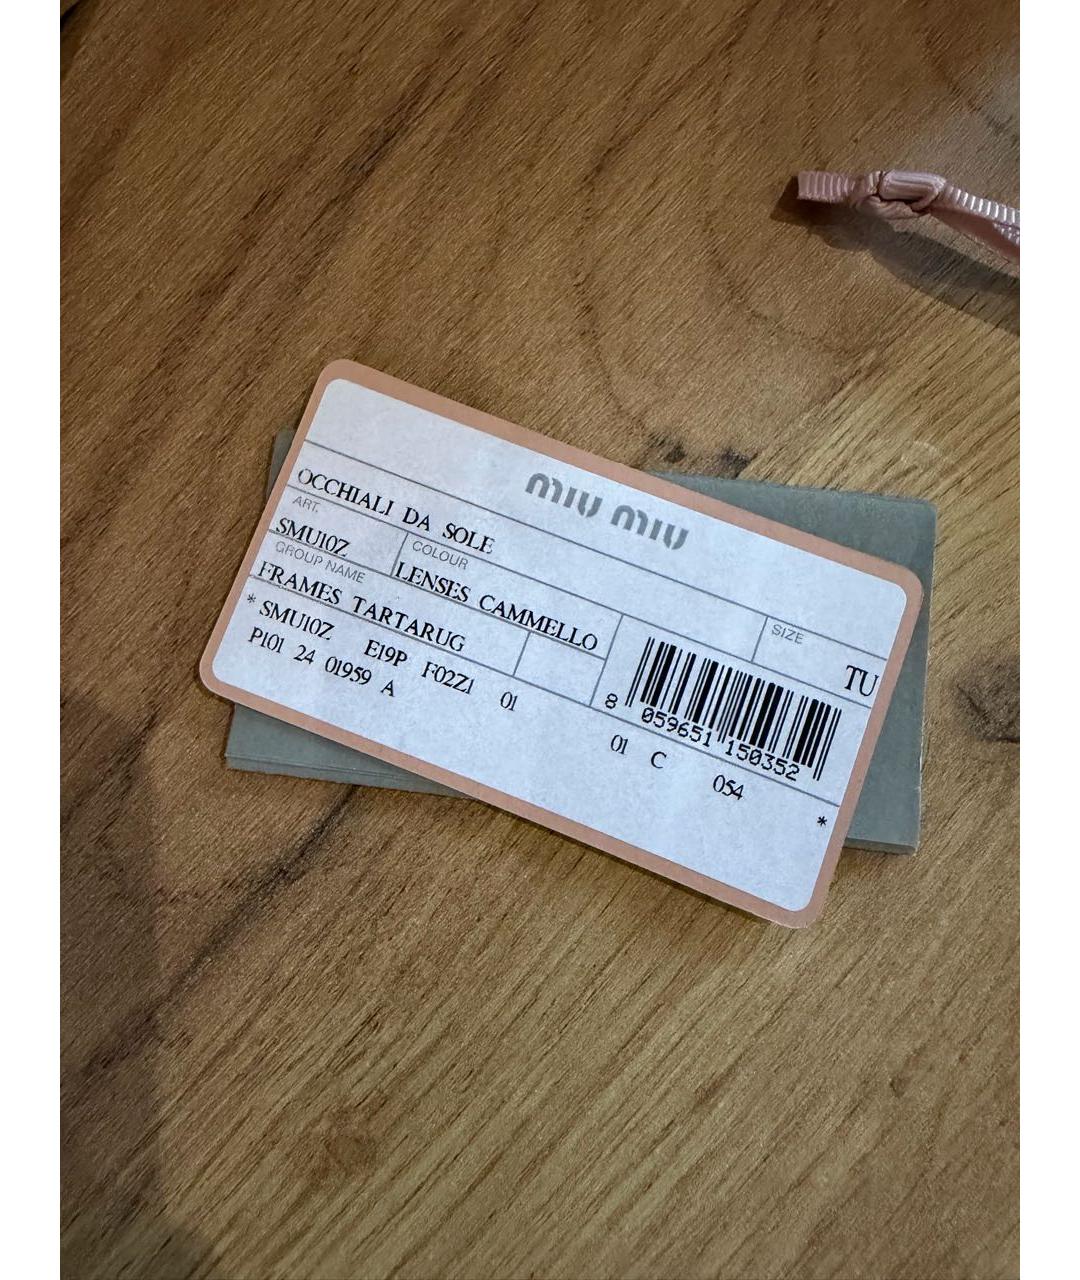 miu miu
OCCHIALI DA SOLE
ART.
SMU10Z
COLOUR
LENSES CAMMELLO
SIZE
TU
GROUP NAME
FRAMES TARTARUG
* SMU10Z E19P F02Z1 01 01 C 054 *
P101 24 01959 A
8 059651 150352